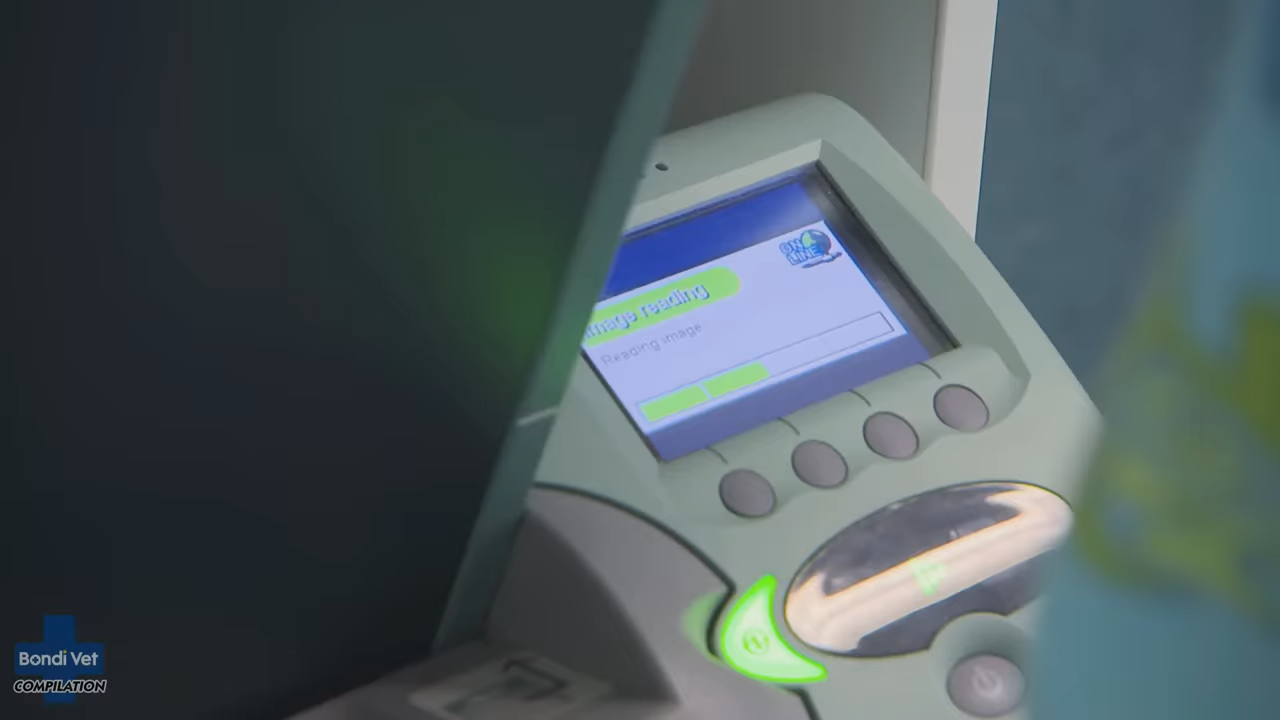 ON
LINE
Image reading
Reading image
Bondi Vet
COMPILATION